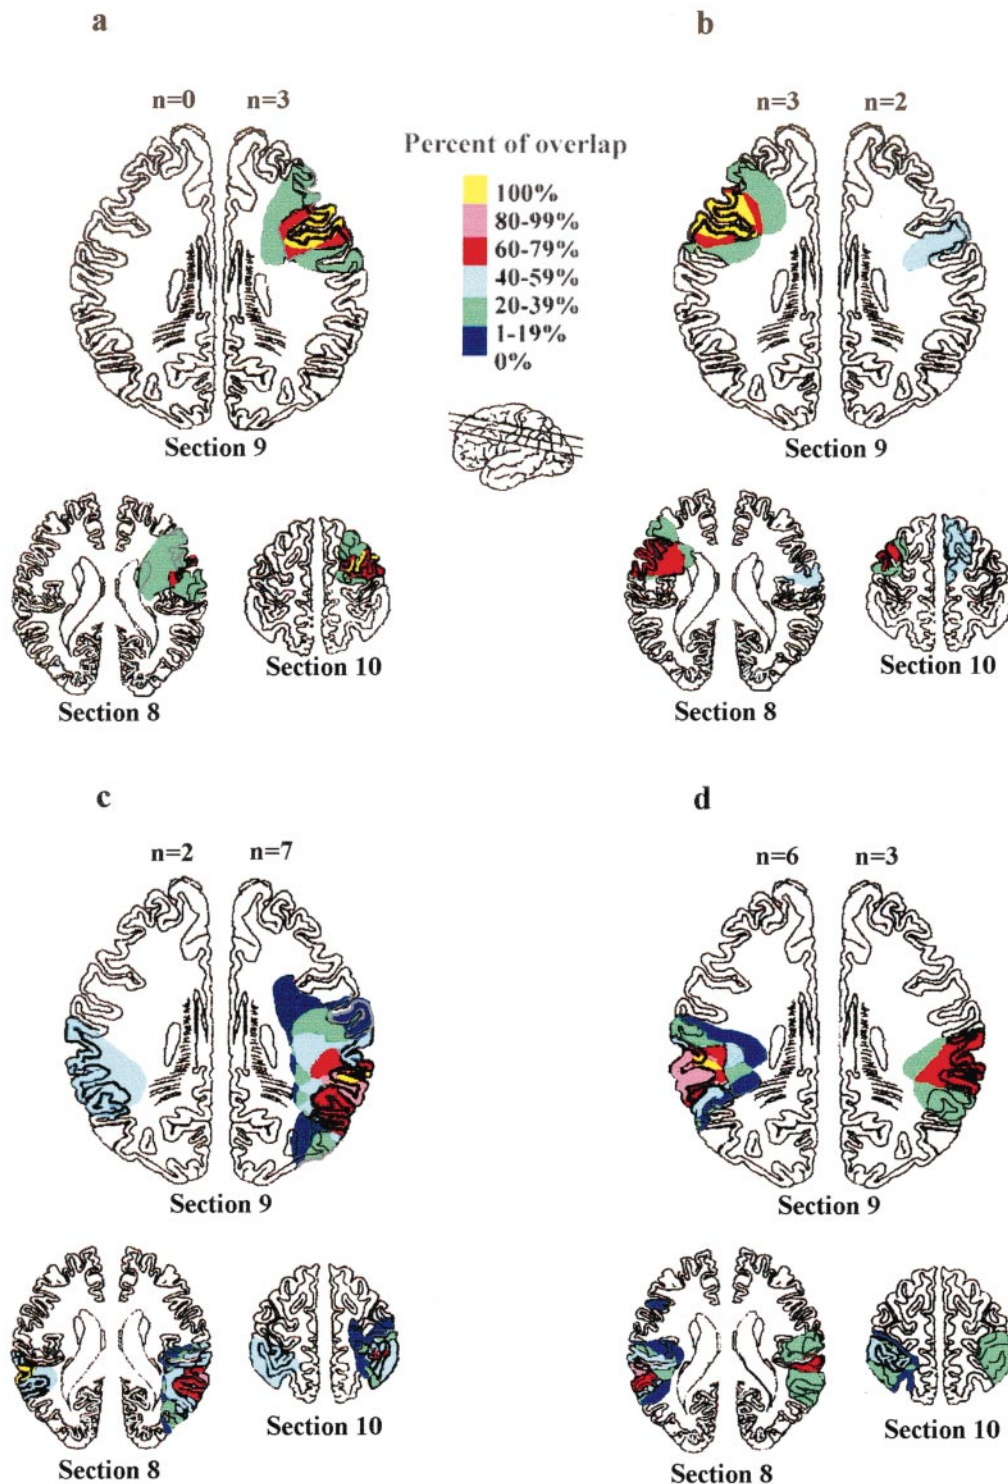 a
b
n=0
n=3
n=3
n=2
Percent of overlap
100%
80-99%
60-79%
40-59%
20-39%
1-19%
0%
Section 9
Section 9
Section 8
Section 10
Section 8
Section 10
c
d
n=2
n=7
n=6
n=3
Section 9
Section 9
Section 8
Section 10
Section 8
Section 10